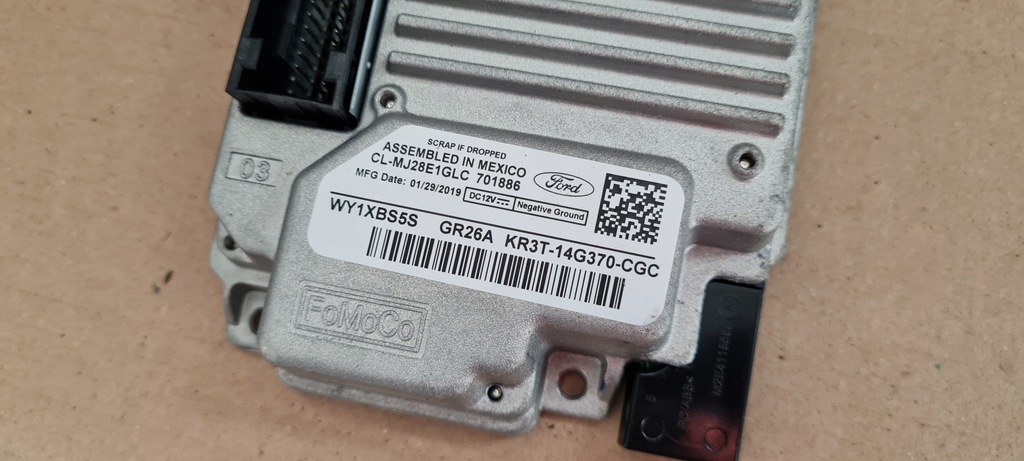 03
SCRAP IF DROPPED
ASSEMBLED IN MEXICO
CL-MJ28E1GLC 701886
MFG Date: 01/29/2019
DC12V
Negative Ground
Ford
WY1XBS5S GR26A KR3T-14G370-CGC
FoMoCo